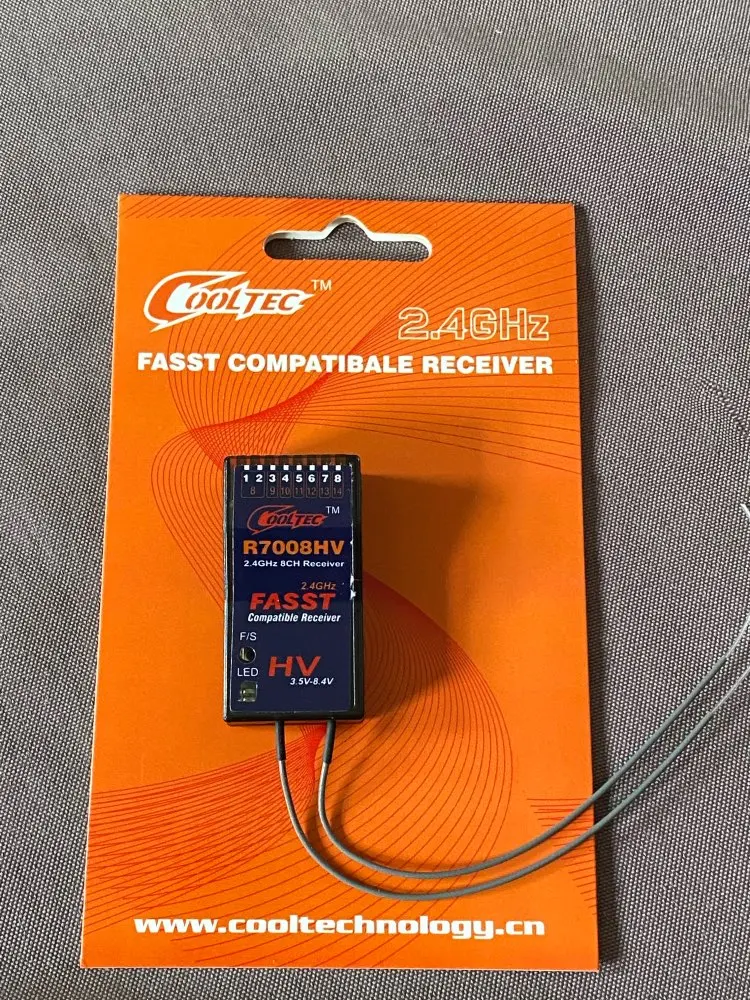 COOLTEC™
2.4GHz
FASST COMPATIBALE RECEIVER
1 2 3 4 5 6 7 8
8 9 10 11 12 13 14
COOLTEC™
R7008HV
2.4GHz 8CH Receiver
2.4GHz
FASST
Compatible Receiver
F/S
LED
HV
3.5V-8.4V
www.cooltechnology.cn